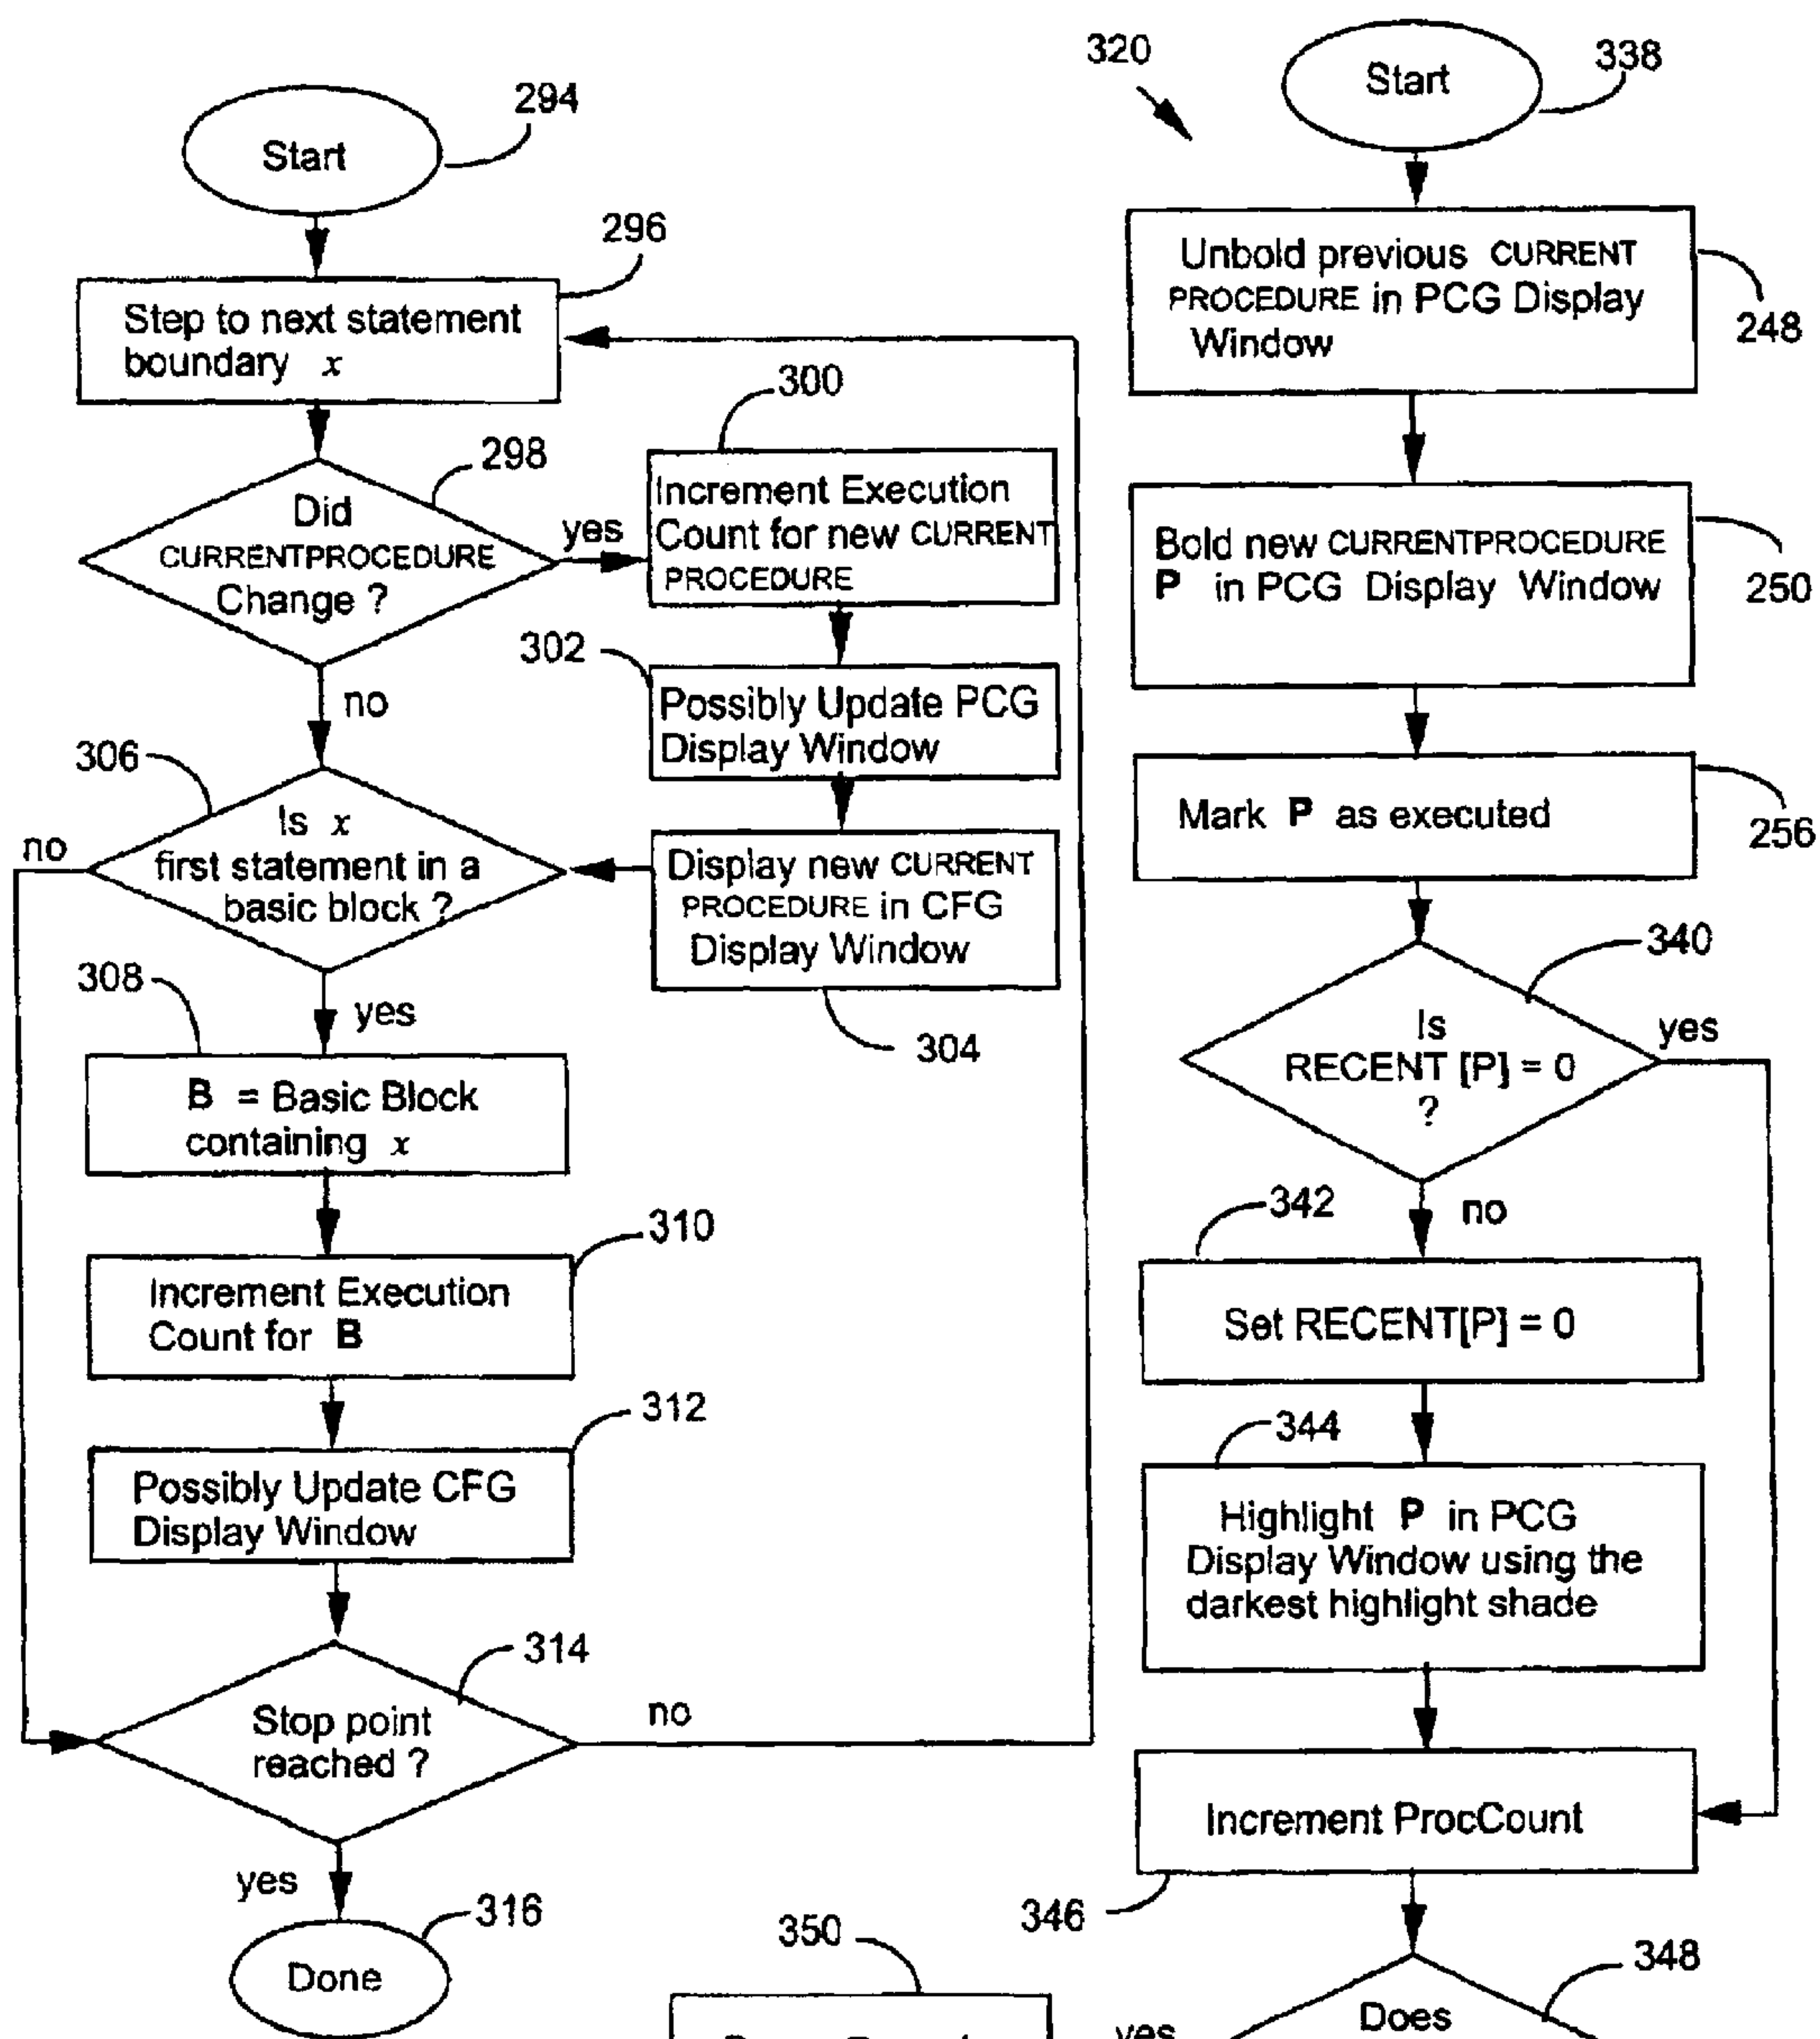 294
Start
296
Step to next statement
boundary x
298
Did
CURRENTPROCEDURE
Change ?
yes
no
300
Increment Execution
Count for new CURRENT
PROCEDURE
302
Possibly Update PCG
Display Window
Display new CURRENT
PROCEDURE in CFG
Display Window
304
306
Is x
first statement in a
basic block ?
no
yes
308
B = Basic Block
containing x
310
Increment Execution
Count for B
312
Possibly Update CFG
Display Window
314
Stop point
reached ?
no
yes
316
Done
320
338
Start
Unbold previous CURRENT
PROCEDURE in PCG Display
Window
248
Bold new CURRENTPROCEDURE
P in PCG Display Window
250
Mark P as executed
256
340
Is
RECENT [P] = 0
?
yes
no
342
Set RECENT[P] = 0
344
Highlight P in PCG
Display Window using the
darkest highlight shade
Increment ProcCount
346
348
Does
yes
350